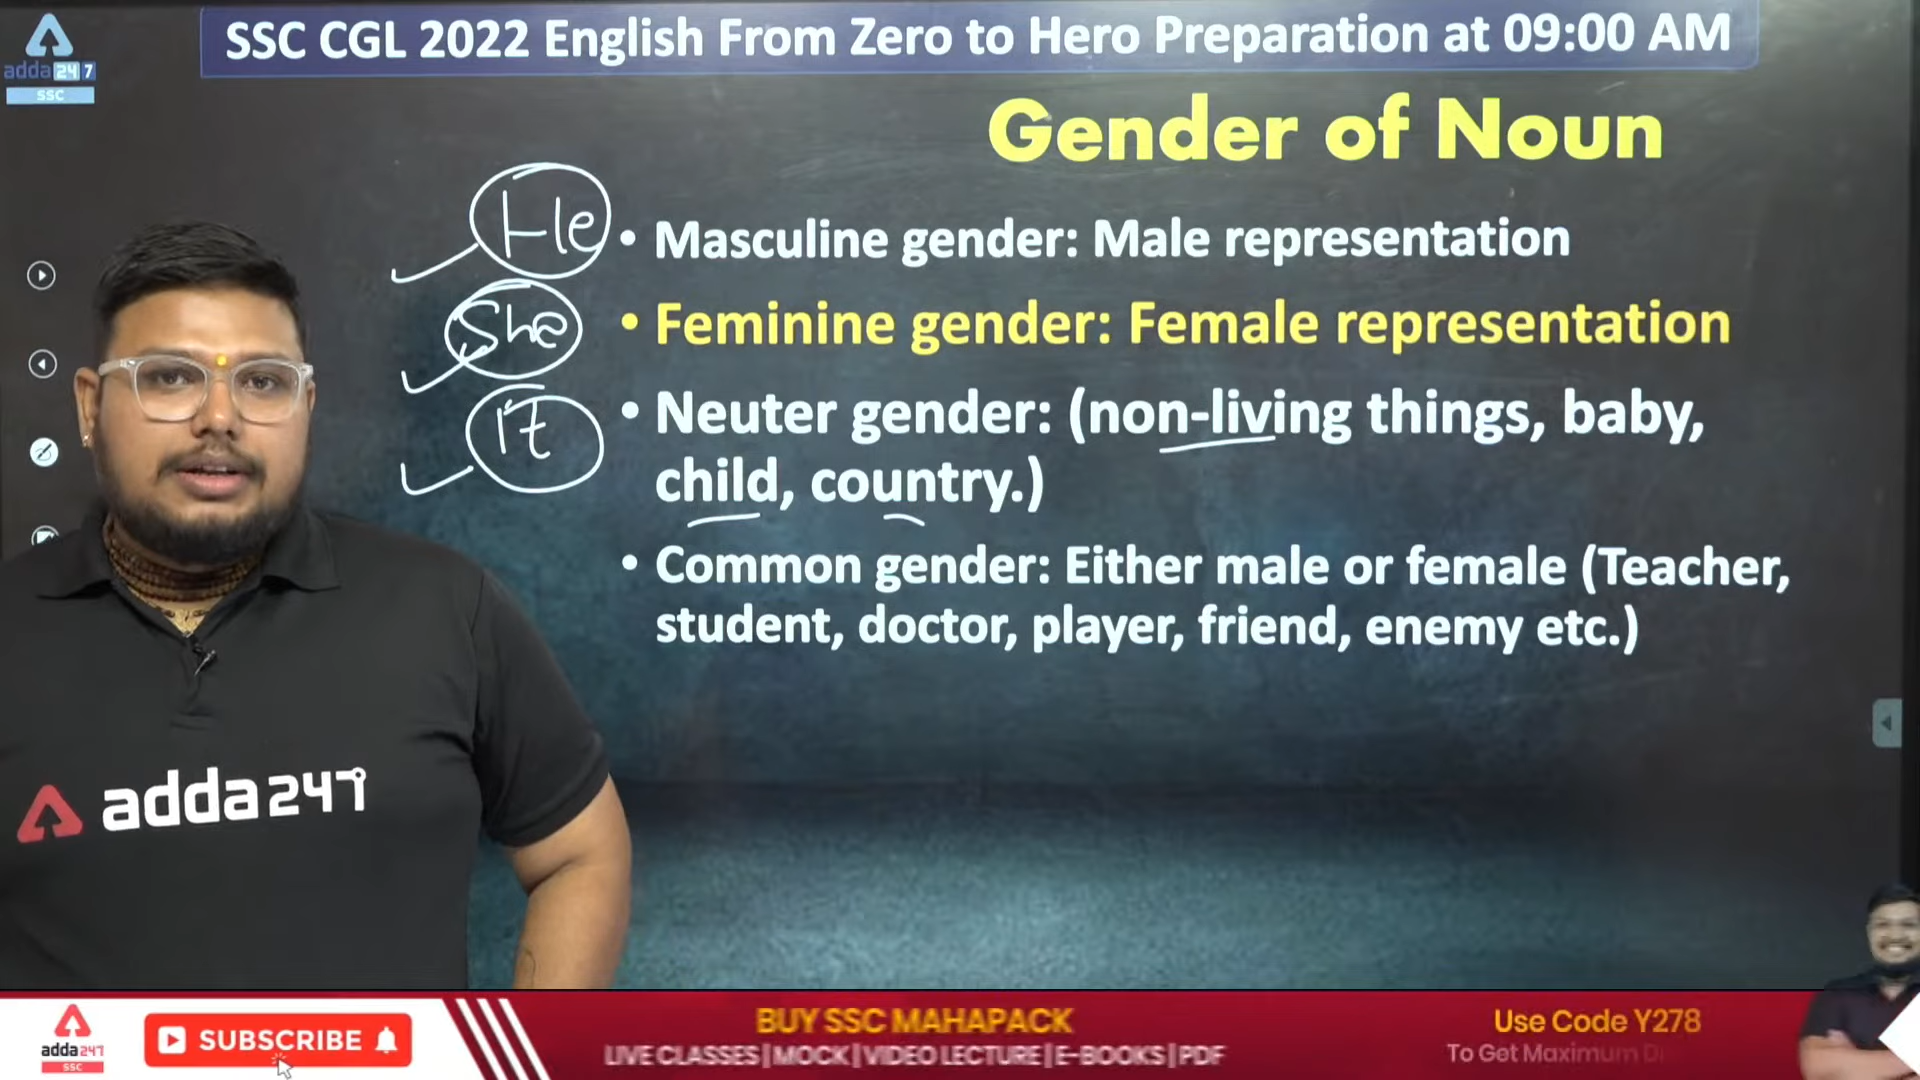 SSC CGL 2022 English From Zero to Hero Preparation at 09:00 AM
adda 24 7
SSC
Gender of Noun
He
• Masculine gender: Male representation
She
• Feminine gender: Female representation
It
• Neuter gender: (non-living things, baby,
child, country.)
• Common gender: Either male or female (Teacher,
student, doctor, player, friend, enemy etc.)
adda247
adda247
SSC
SUBSCRIBE
BUY SSC MAHAPACK
LIVE CLASSES | MOCK | VIDEO LECTURE | E-BOOKS | PDF
Use Code Y278
To Get Maximum